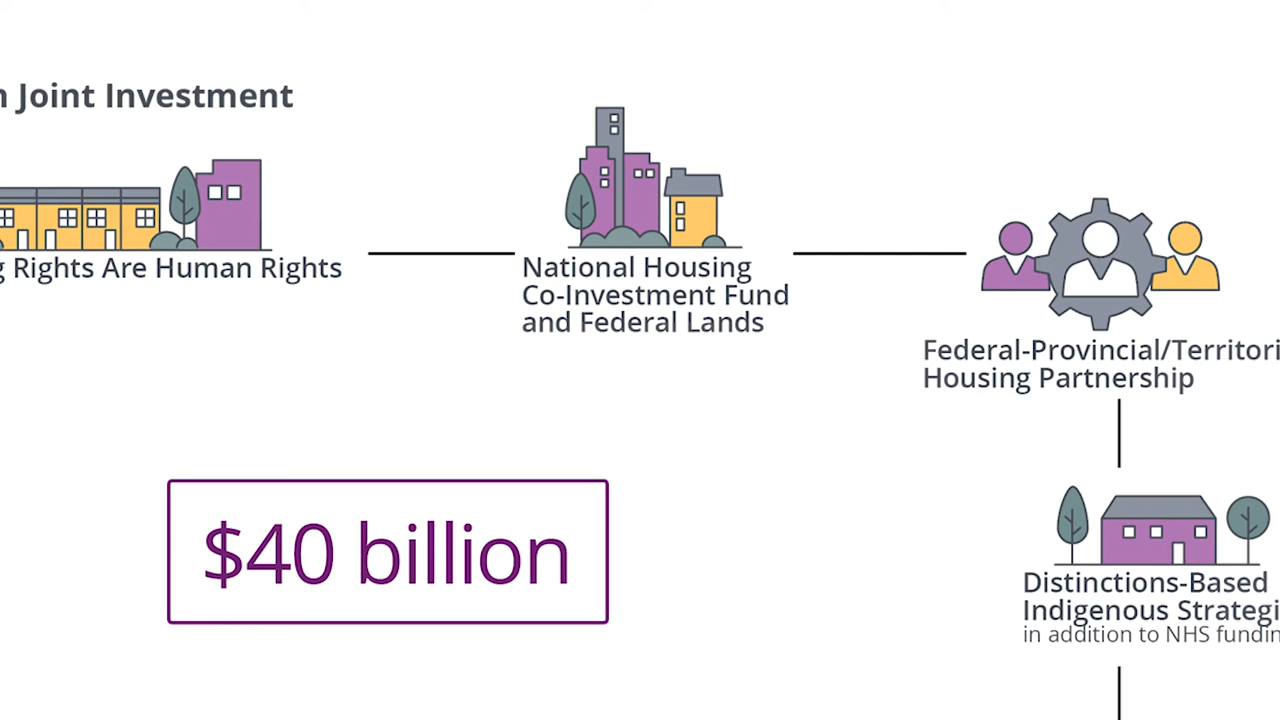 n Joint Investment
g Rights Are Human Rights
National Housing
Co-Investment Fund
and Federal Lands
Federal-Provincial/Territori
Housing Partnership
$40 billion
Distinctions-Based
Indigenous Strategi
in addition to NHS fundin